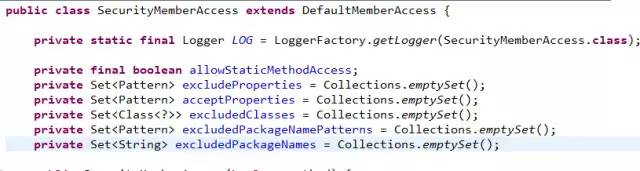 public class SecurityMemberAccess extends DefaultMemberAccess {
private static final Logger LOG = LoggerFactory.getLogger(SecurityMemberAccess.class);
private final boolean allowStaticMethodAccess;
private Set<Pattern> excludeProperties = Collections.emptySet();
private Set<Pattern> acceptProperties = Collections.emptySet();
private Set<Class<?>> excludedClasses = Collections.emptySet();
private Set<Pattern> excludedPackageNamePatterns = Collections.emptySet();
private Set<String> excludedPackageNames = Collections.emptySet();